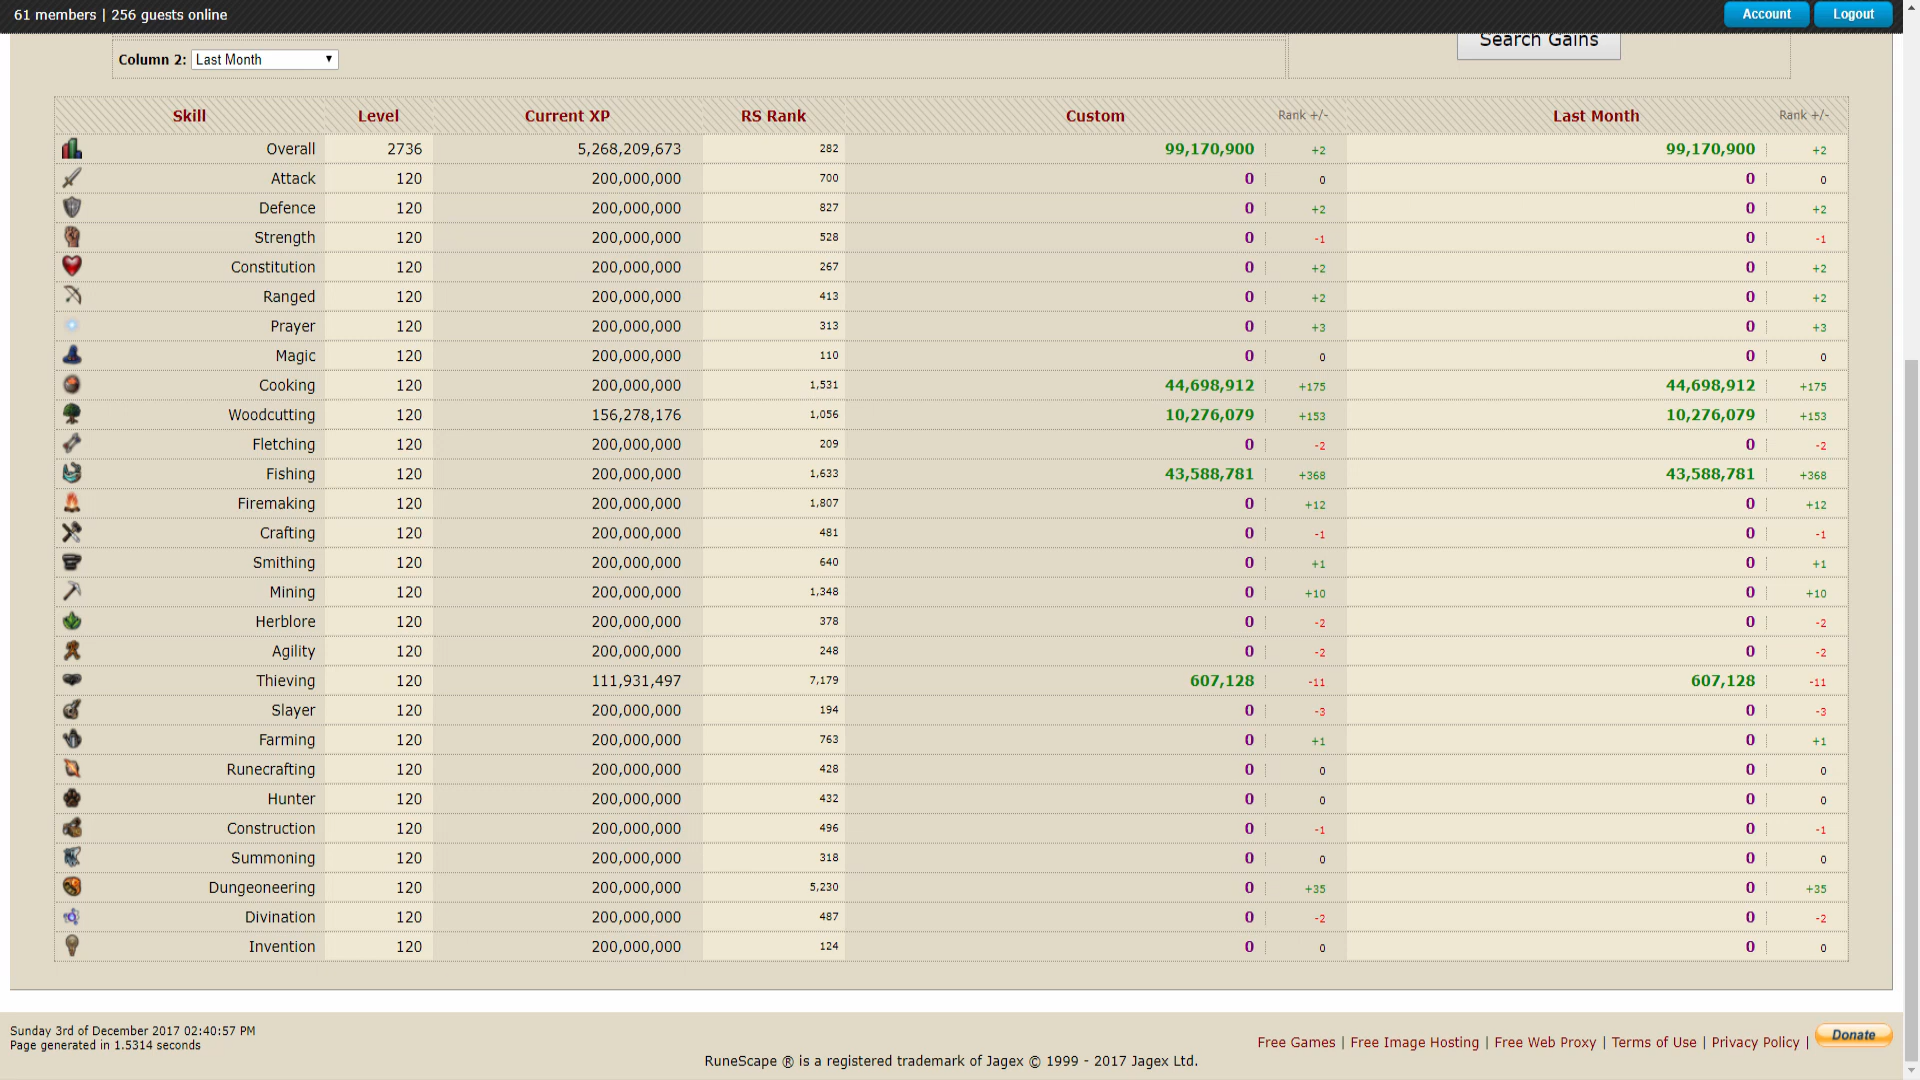 61 members | 256 guests online Account Logout
Column 2: Last Month Search Gains
Skill Level Current XP RS Rank Custom Rank +/- Last Month Rank +/-
Overall 2736 5,268,209,673 282 99,170,900 +2 99,170,900 +2
Attack 120 200,000,000 700 0 0 0 0
Defence 120 200,000,000 827 0 +2 0 +2
Strength 120 200,000,000 528 0 -1 0 -1
Constitution 120 200,000,000 267 0 +2 0 +2
Ranged 120 200,000,000 413 0 +2 0 +2
Prayer 120 200,000,000 313 0 +3 0 +3
Magic 120 200,000,000 110 0 0 0 0
Cooking 120 200,000,000 1,531 44,698,912 +175 44,698,912 +175
Woodcutting 120 156,278,176 1,056 10,276,079 +153 10,276,079 +153
Fletching 120 200,000,000 209 0 -2 0 -2
Fishing 120 200,000,000 1,633 43,588,781 +368 43,588,781 +368
Firemaking 120 200,000,000 1,807 0 +12 0 +12
Crafting 120 200,000,000 481 0 -1 0 -1
Smithing 120 200,000,000 640 0 +1 0 +1
Mining 120 200,000,000 1,348 0 +10 0 +10
Herblore 120 200,000,000 378 0 -2 0 -2
Agility 120 200,000,000 248 0 -2 0 -2
Thieving 120 111,931,497 7,179 607,128 -11 607,128 -11
Slayer 120 200,000,000 194 0 -3 0 -3
Farming 120 200,000,000 763 0 +1 0 +1
Runecrafting 120 200,000,000 428 0 0 0 0
Hunter 120 200,000,000 432 0 0 0 0
Construction 120 200,000,000 496 0 -1 0 -1
Summoning 120 200,000,000 318 0 0 0 0
Dungeoneering 120 200,000,000 5,230 0 +35 0 +35
Divination 120 200,000,000 487 0 -2 0 -2
Invention 120 200,000,000 124 0 0 0 0
Sunday 3rd of December 2017 02:40:57 PM
Page generated in 1.5314 seconds
Free Games | Free Image Hosting | Free Web Proxy | Terms of Use | Privacy Policy | Donate
RuneScape ® is a registered trademark of Jagex © 1999 - 2017 Jagex Ltd.